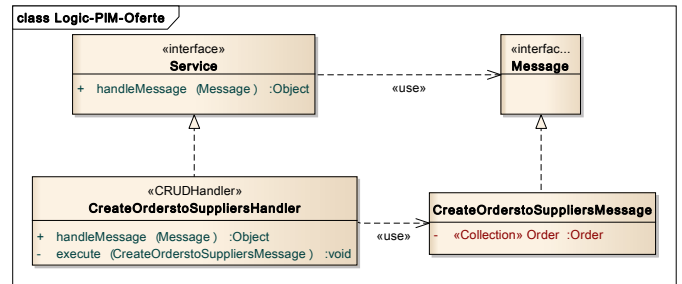 class Logic-PIM-Oferte
«interface»
Service
+ handleMessage (Message) :Object
«interfac...
Message
«use»
«CRUDHandler»
CreateOrderstoSuppliersHandler
+ handleMessage (Message) :Object
- execute (CreateOrderstoSuppliersMessage) :void
«use»
CreateOrderstoSuppliersMessage
- «Collection» Order :Order